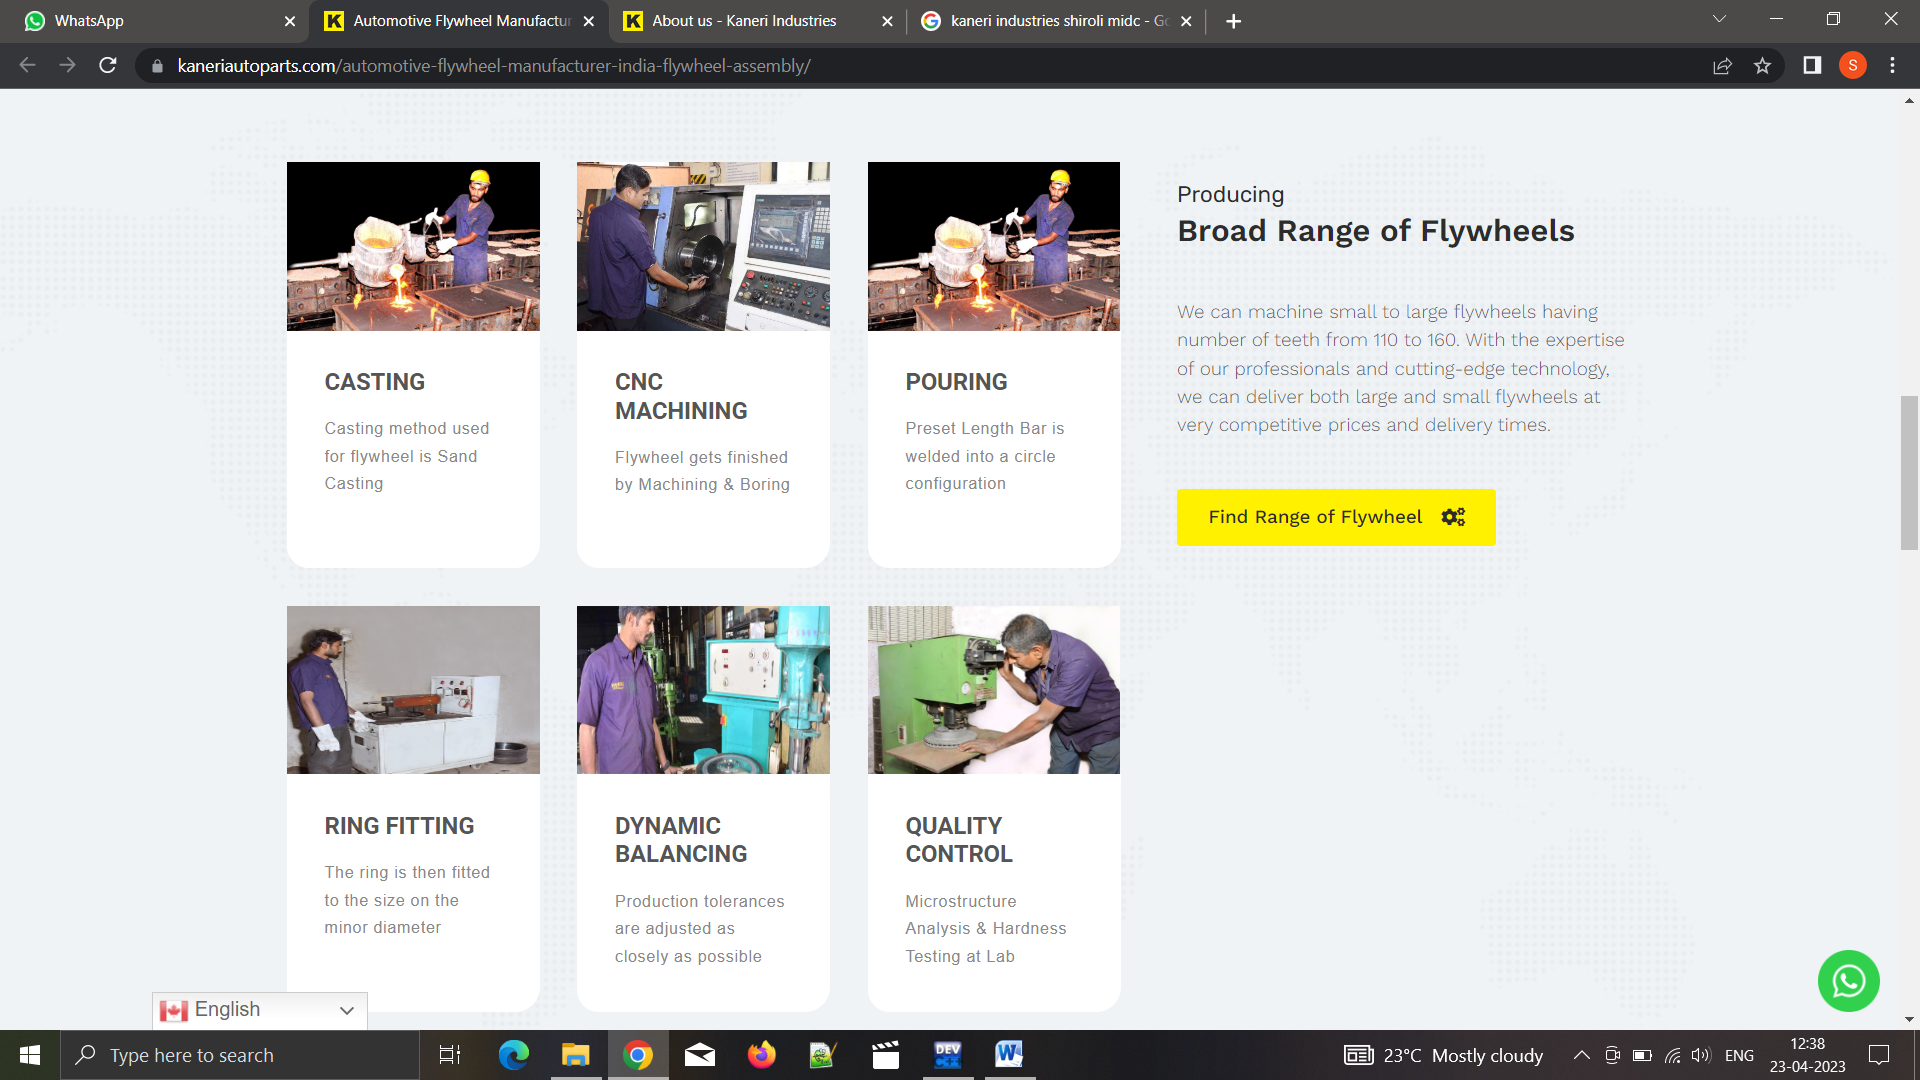 WhatsApp
Automotive Flywheel Manufactur
About us - Kaneri Industries
kaneri industries shiroli midc - Go
kaneriautoparts.com/automotive-flywheel-manufacturer-india-flywheel-assembly/
S
CASTING
Casting method used
for flywheel is Sand
Casting
CNC
MACHINING
Flywheel gets finished
by Machining & Boring
POURING
Preset Length Bar is
welded into a circle
configuration
Producing
Broad Range of Flywheels
We can machine small to large flywheels having
number of teeth from 110 to 160. With the expertise
of our professionals and cutting-edge technology,
we can deliver both large and small flywheels at
very competitive prices and delivery times.
Find Range of Flywheel
RING FITTING
The ring is then fitted
to the size on the
minor diameter
DYNAMIC
BALANCING
Production tolerances
are adjusted as
closely as possible
QUALITY
CONTROL
Microstructure
Analysis & Hardness
Testing at Lab
English
Type here to search
DEV
C++
W
23°C Mostly cloudy
ENG
12:38
23-04-2023